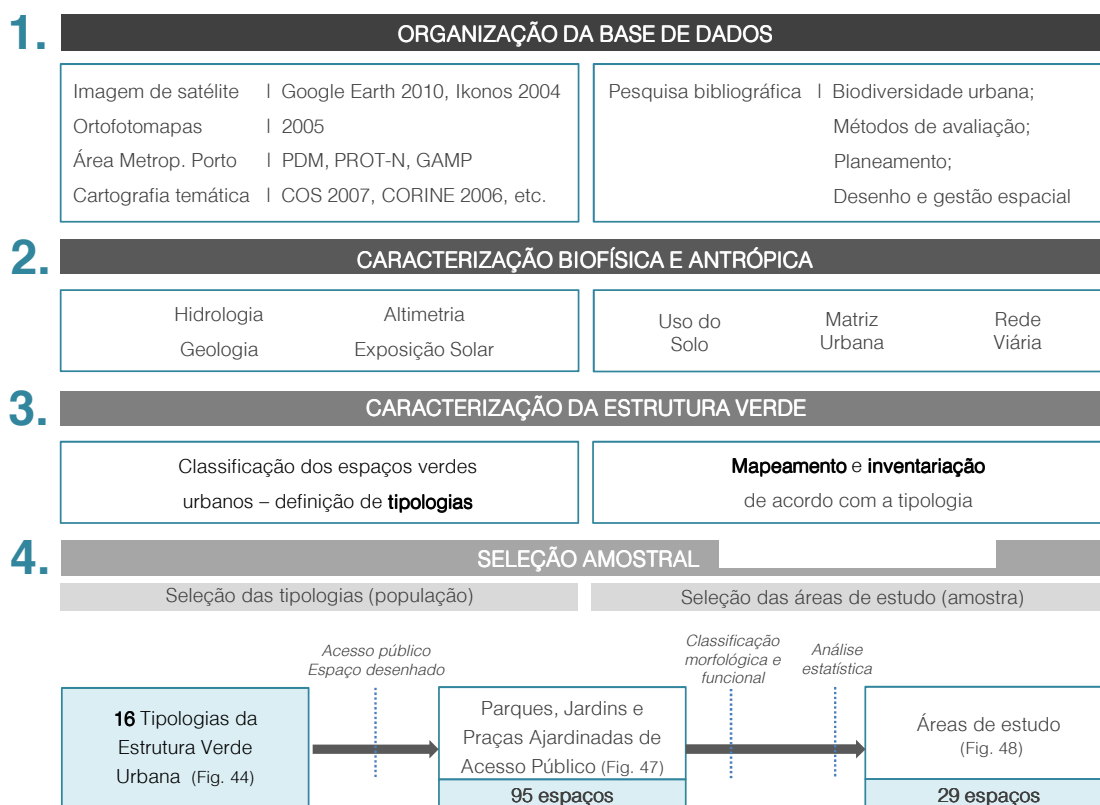 1.
ORGANIZAÇÃO DA BASE DE DADOS
Imagem de satélite | Google Earth 2010, Ikonos 2004
Ortofotomapas | 2005
Área Metrop. Porto | PDM, PROT-N, GAMP
Cartografia temática | COS 2007, CORINE 2006, etc.
Pesquisa bibliográfica | Biodiversidade urbana;
Métodos de avaliação;
Planeamento;
Desenho e gestão espacial
2.
CARACTERIZAÇÃO BIOFÍSICA E ANTRÓPICA
Hidrologia Altimetria
Geologia Exposição Solar
Uso do
Solo
Matriz
Urbana
Rede
Viária
3.
CARACTERIZAÇÃO DA ESTRUTURA VERDE
Classificação dos espaços verdes
urbanos – definição de tipologias
Mapeamento e inventariação
de acordo com a tipologia
4.
SELEÇÃO AMOSTRAL
Seleção das tipologias (população)
Seleção das áreas de estudo (amostra)
Acesso público
Espaço desenhado
Classificação
morfológica e
funcional
Análise
estatística
16 Tipologias da
Estrutura Verde
Urbana (Fig. 44)
Parques, Jardins e
Praças Ajardinadas de
Acesso Público (Fig. 47)
95 espaços
Áreas de estudo
(Fig. 48)
29 espaços